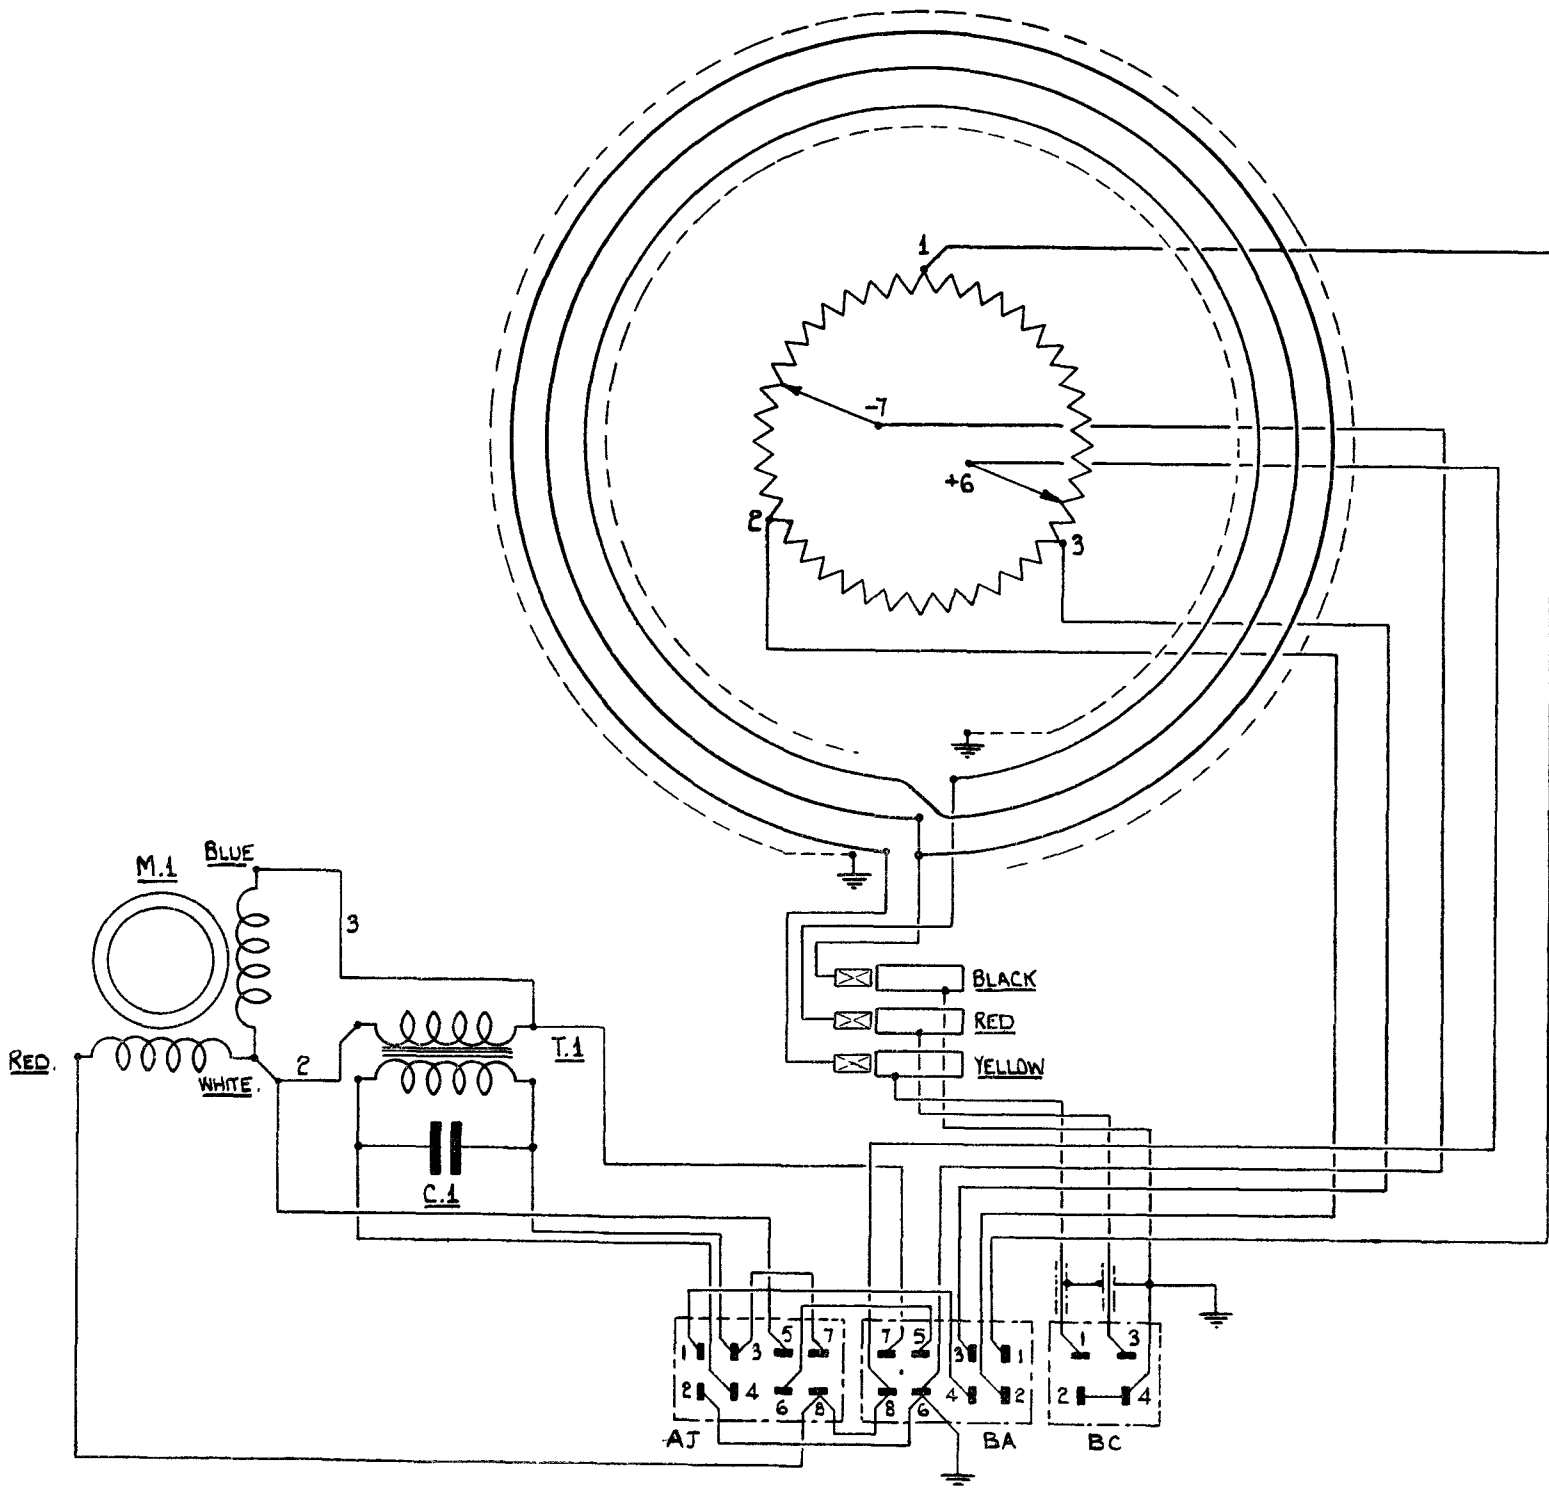 1
-7
+6
2
3
BLUE
M.1
3
BLACK
RED
T.1
RED.
2
YELLOW
WHITE.
C.1
1 3 5 7
7 5 3 1
1 3
2 4 6 8
8 6 4 2
2 4
AJ BA BC